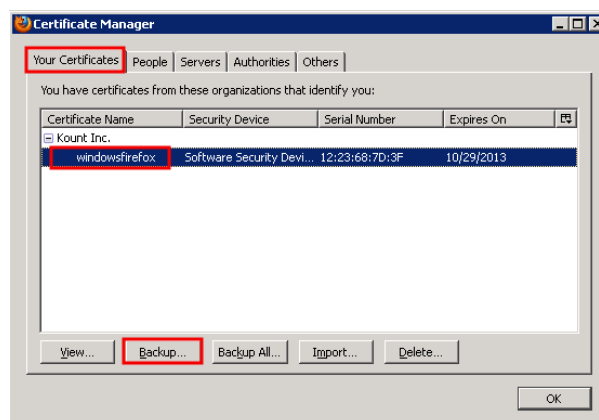 Certificate Manager
Your Certificates People Servers Authorities Others
You have certificates from these organizations that identify you:
Certificate Name Security Device Serial Number Expires On
Kount Inc.
windowsfirefox Software Security Devi... 12:23:68:7D:3F 10/29/2013
View... Backup... Backup All... Import... Delete...
OK